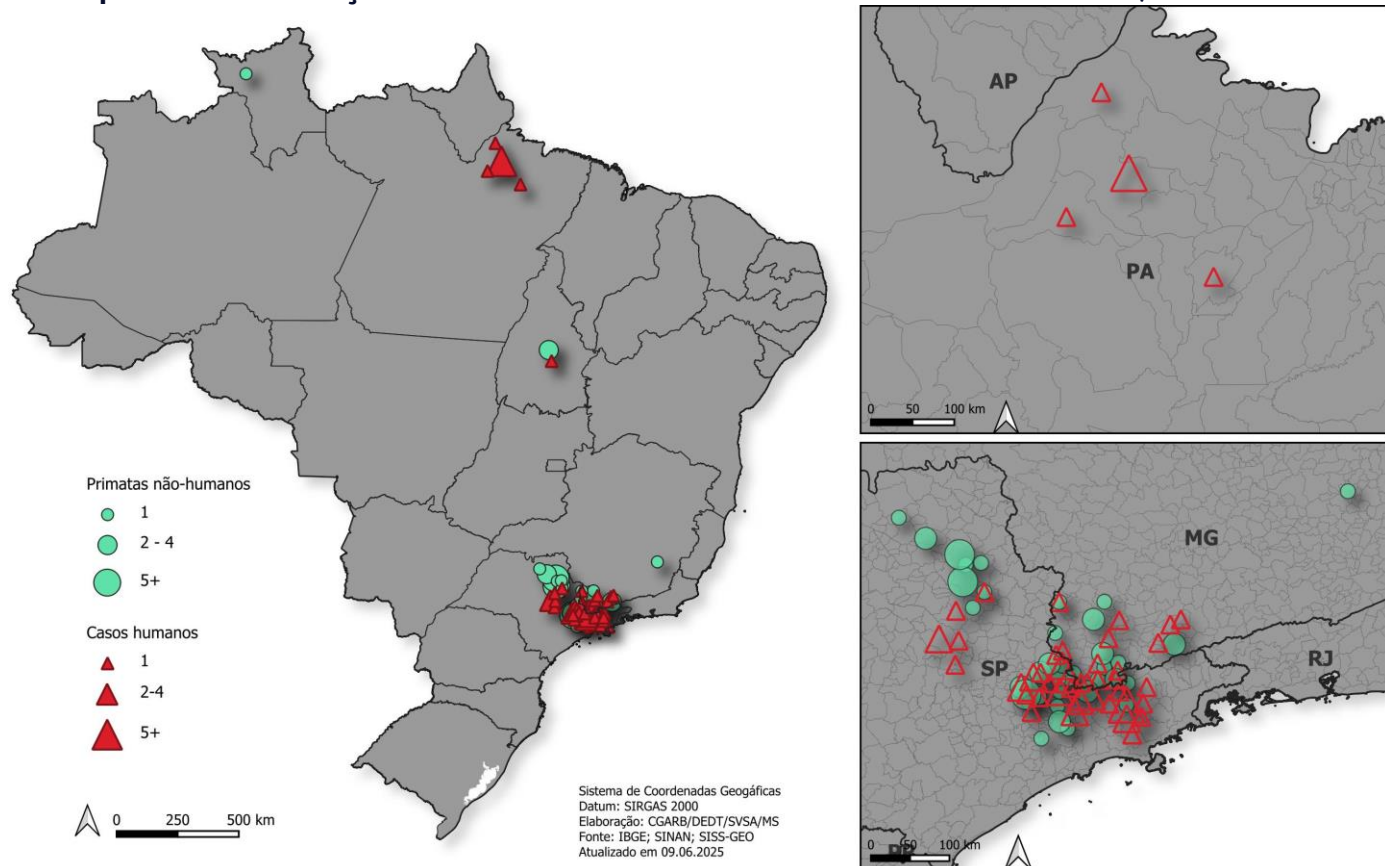 Primatas não-humanos
1
2 - 4
5+
Casos humanos
1
2-4
5+
0 250 500 km
Sistema de Coordenadas Geogáficas
Datum: SIRGAS 2000
Elaboração: CGARB/DEDT/SVSA/MS
Fonte: IBGE; SINAN; SISS-GEO
Atualizado em 09.06.2025
AP
PA
0 50 100 km
MG
SP
RJ
PR
0 50 100 km